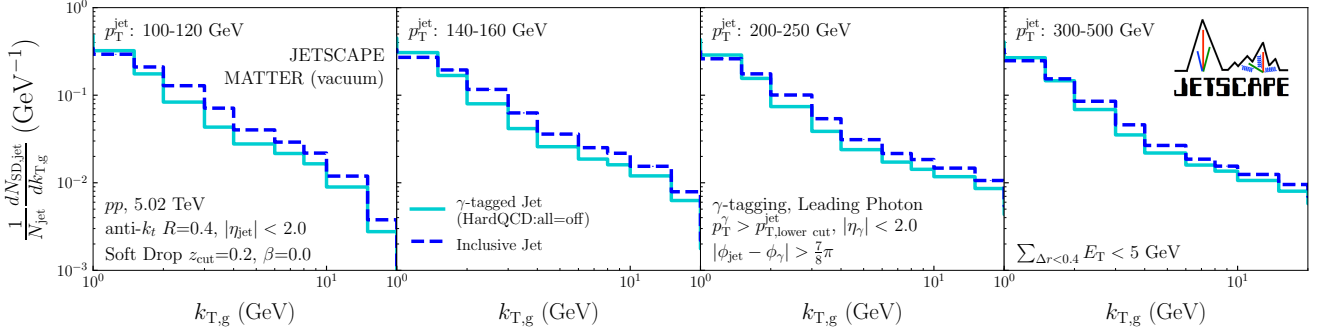 p_T^jet: 100-120 GeV
JETSCAPE
MATTER (vacuum)
pp, 5.02 TeV
anti-k_t R=0.4, |η_jet| < 2.0
Soft Drop z_cut=0.2, β=0.0
p_T^jet: 140-160 GeV
γ-tagged Jet
(HardQCD:all=off)
Inclusive Jet
p_T^jet: 200-250 GeV
γ-tagging, Leading Photon
p_T^γ > p_T,lower cut^jet, |η_γ| < 2.0
|ϕ_jet − ϕ_γ| > 7/8 π
p_T^jet: 300-500 GeV
JETSCAPE
∑_Δr<0.4 E_T < 5 GeV
1/N_jet dN_SD,jet/dk_T,g (GeV^−1)
10^0
10^−1
10^−2
10^−3
10^0 10^1 10^0 10^1 10^0 10^1 10^0 10^1
k_T,g (GeV) k_T,g (GeV) k_T,g (GeV) k_T,g (GeV)